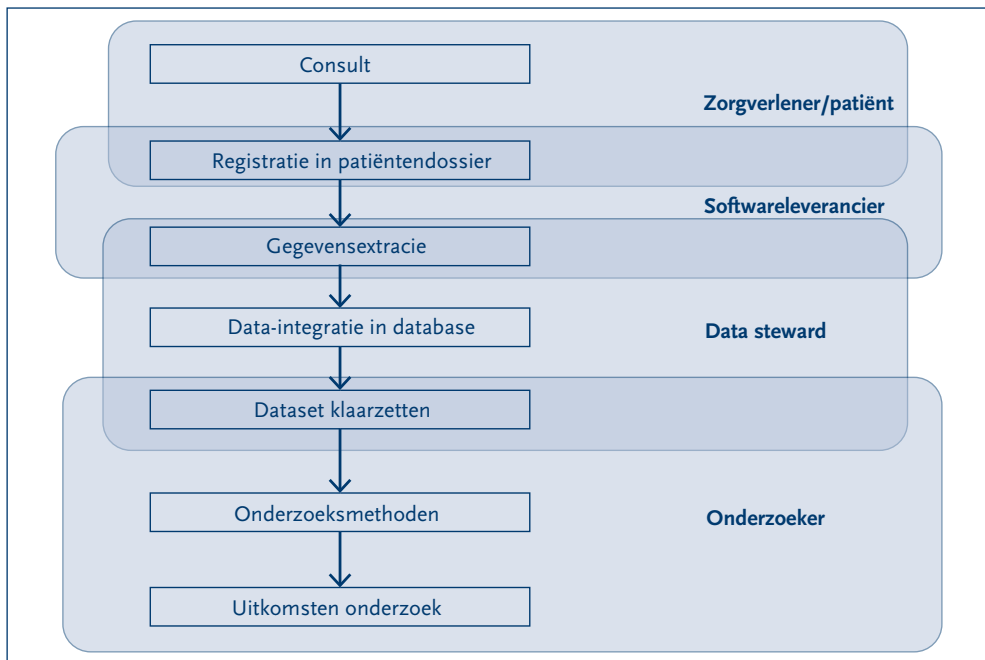 Consult
Zorgverlener/patiënt
Registratie in patiëntendossier
Softwareleverancier
Gegevensextracie
Data-integratie in database
Data steward
Dataset klaarzetten
Onderzoeksmethoden
Onderzoeker
Uitkomsten onderzoek